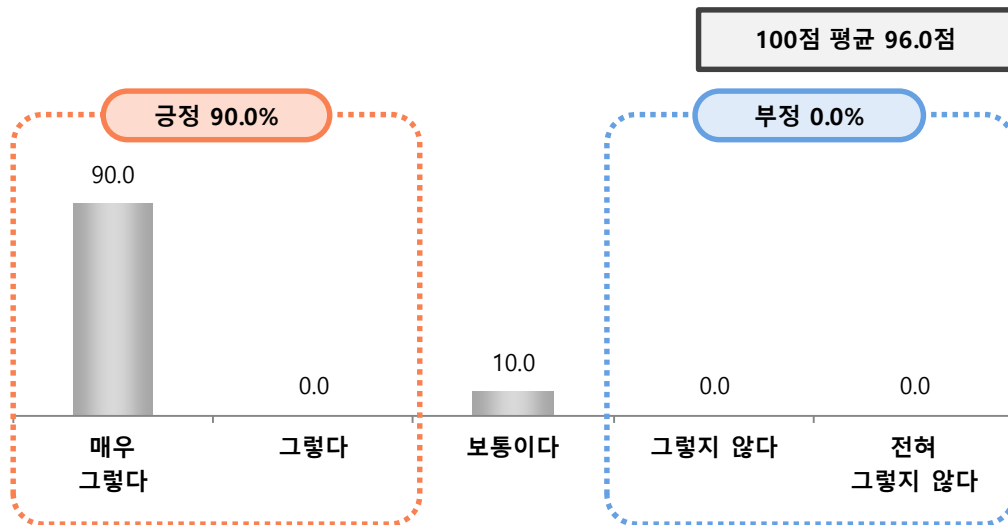 100점 평균 96.0점
긍정 90.0%
부정 0.0%
90.0
0.0
10.0
0.0
0.0
매우
그렇다
그렇다
보통이다
그렇지 않다
전혀
그렇지 않다